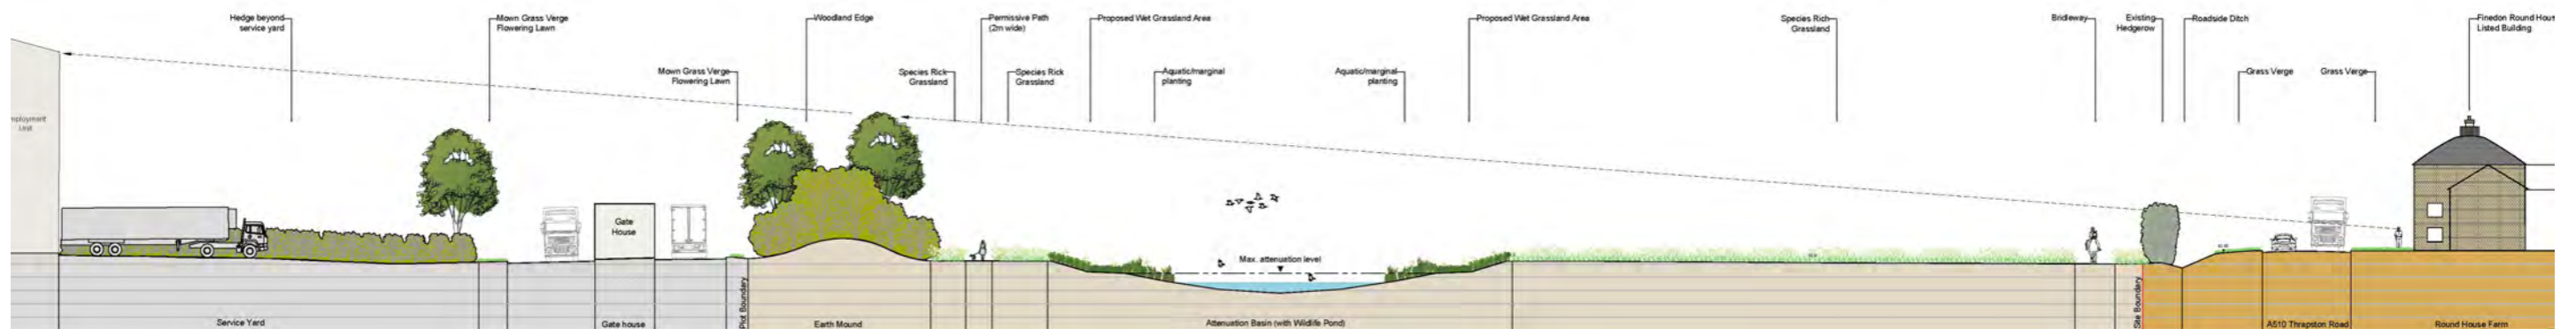 Hedge beyond
service yard
Mown Grass Verge
Flowering Lawn
Woodland Edge
Permissive Path
(2m wide)
Proposed Wet Grassland Area
Proposed Wet Grassland Area
Species Rich
Grassland
Bridleway
Existing
Hedgerow
Roadside Ditch
Finedon Round Hous
Listed Building
Mown Grass Verge
Flowering Lawn
Species Rick
Grassland
Species Rick
Grassland
Aquatic/marginal
planting
Aquatic/marginal
planting
Grass Verge
Grass Verge
mployment
Unit
Gate
House
Max. attenuation level
Plot Boundary
Site Boundary
Service Yard
Gate house
Earth Mound
Attenuation Basin (with Wildlife Pond)
A510 Thrapston Road
Round House Farm